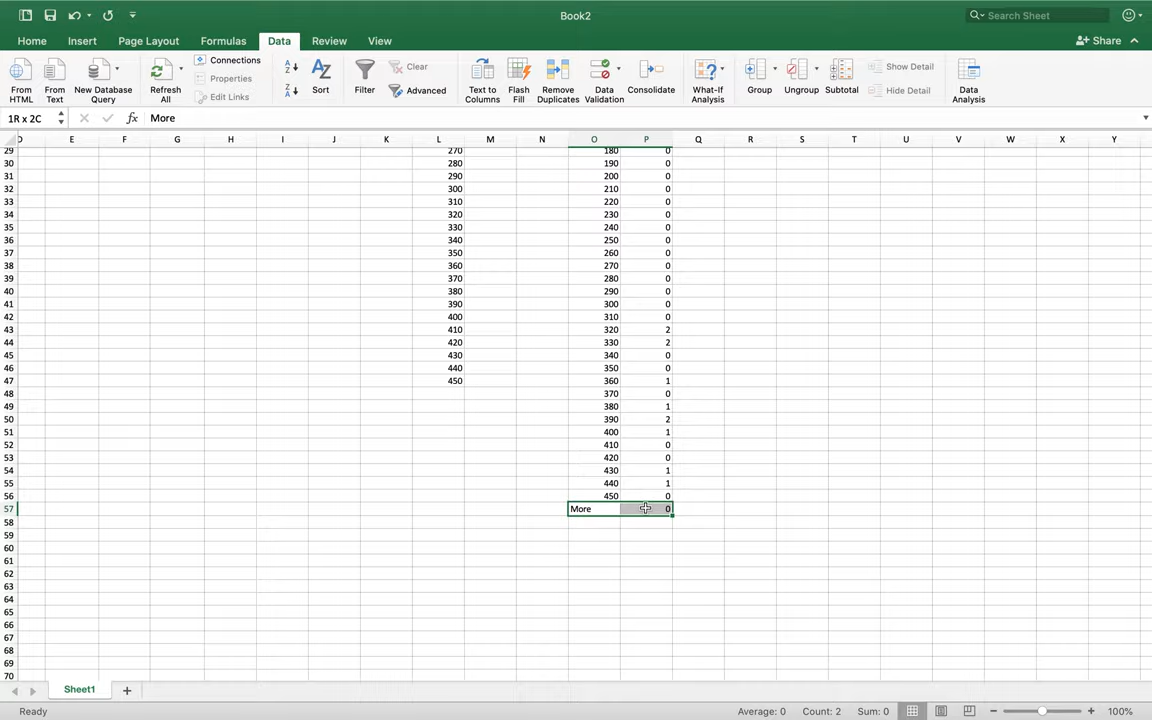 Book2
Search Sheet
Home Insert Page Layout Formulas Data Review View
Share
From HTML
From Text
New Database Query
Refresh All
Connections
Properties
Edit Links
Sort
Filter
Clear
Advanced
Text to Columns
Flash Fill
Remove Duplicates
Data Validation
Consolidate
What-If Analysis
Group
Ungroup
Subtotal
Show Detail
Hide Detail
Data Analysis
1R x 2C fx More
D E F G H I J K L M N O P Q R S T U V W X Y
29 270 180 0
30 280 190 0
31 290 200 0
32 300 210 0
33 310 220 0
34 320 230 0
35 330 240 0
36 340 250 0
37 350 260 0
38 360 270 0
39 370 280 0
40 380 290 0
41 390 300 0
42 400 310 0
43 410 320 2
44 420 330 2
45 430 340 0
46 440 350 0
47 450 360 1
48 370 0
49 380 1
50 390 2
51 400 1
52 410 0
53 420 0
54 430 1
55 440 1
56 450 0
57 More 0
58
59
60
61
62
63
64
65
66
67
68
69
70
Sheet1
Ready Average: 0 Count: 2 Sum: 0 100%